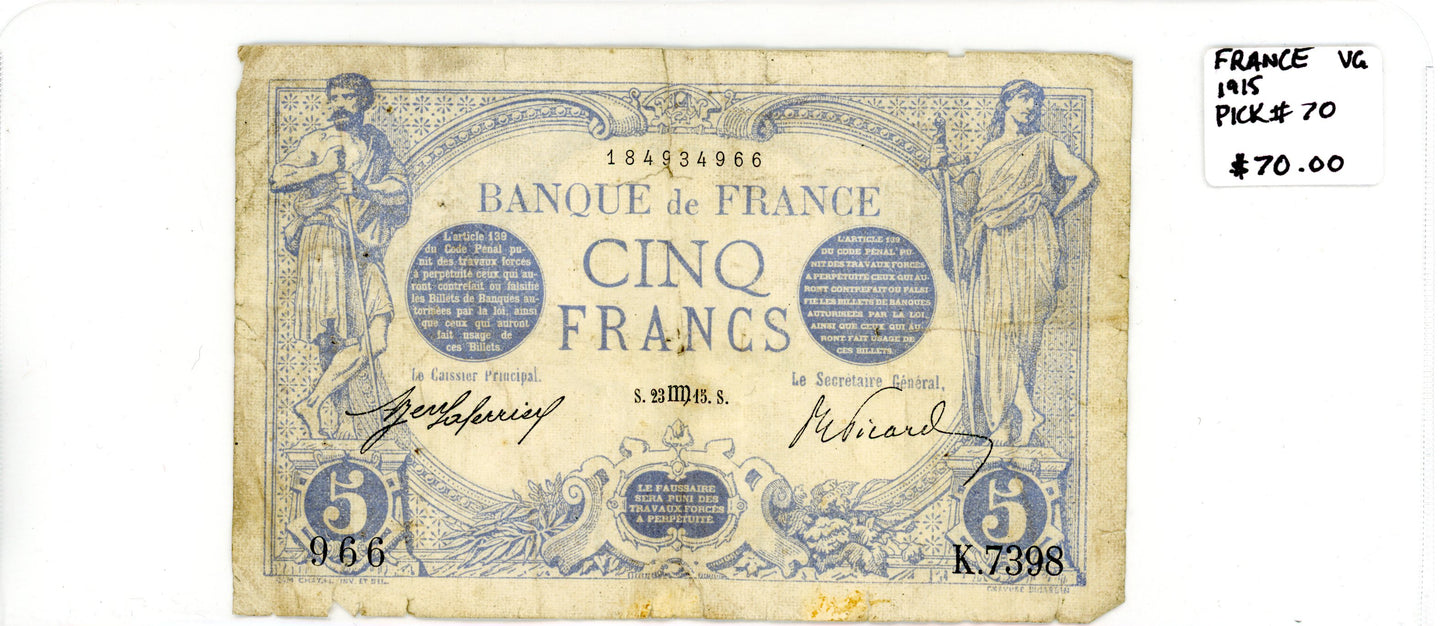 FRANCE VG
1915
PICK# 70
$70.00
184934966
BANQUE de FRANCE
CINQ
FRANCS
L'article 139
du Code Pénal pu-
nit des travaux forcés
à perpétuité ceux qui au-
ront contrefait ou falsifié
les Billets de Banques au-
torisées par la loi, ainsi
que ceux qui auront
fait usage de
ces Billets.
L'ARTICLE 139
DU CODE PÉNAL PU-
NIT DES TRAVAUX FORCÉS
A PERPÉTUITÉ CEUX QUI AU-
RONT CONTREFAIT OU FALSI
FIÉ LES BILLETS DE BANQUES
AUTORISÉES PAR LA LOI,
AINSI QUE CEUX QUI AU-
RONT FAIT USAGE DE
CES BILLETS.
Le Caissier Principal.
S. 23 15. S.
Le Secrétaire Général,
Picard
LE FAUSSAIRE
SERA PUNI DES
TRAVAUX FORCÉS
A PERPÉTUITÉ
5
5
966
K.7398
INV. ET DEL.